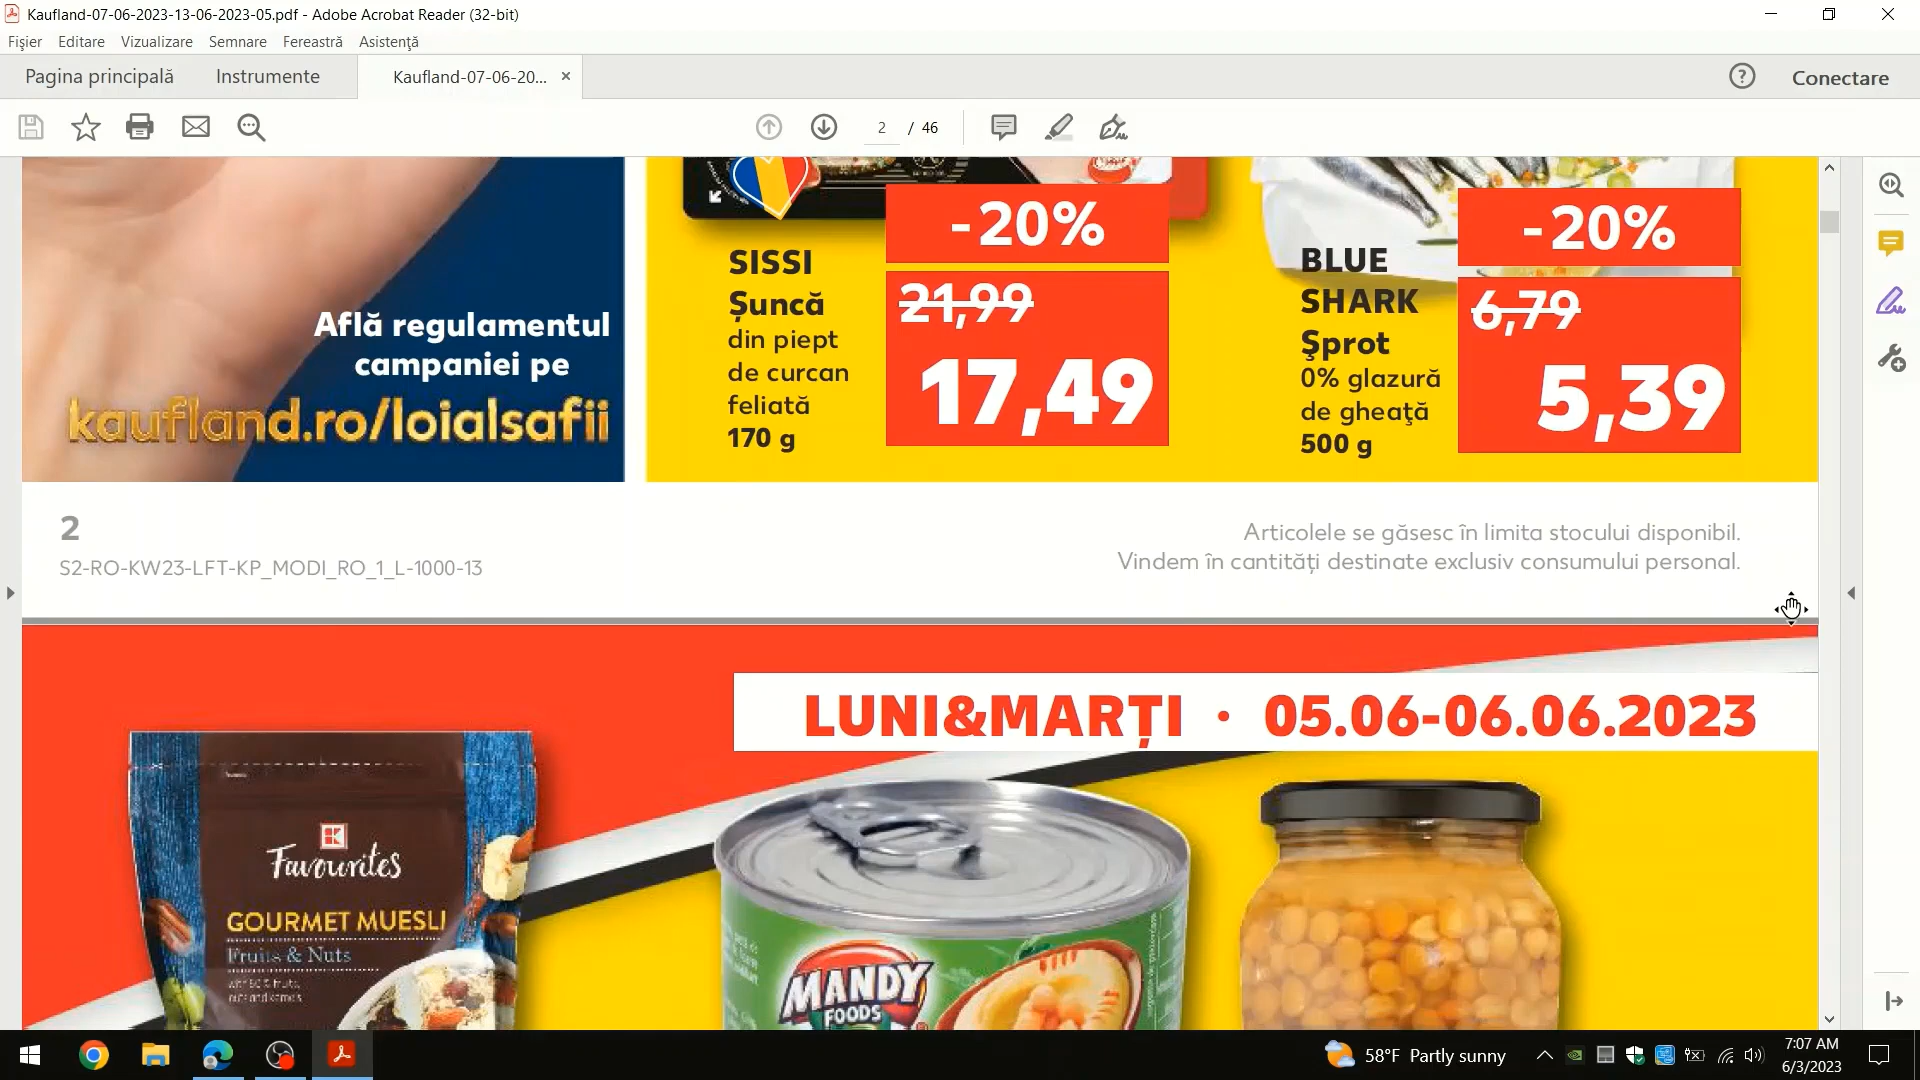 Kaufland-07-06-2023-13-06-2023-05.pdf - Adobe Acrobat Reader (32-bit)
Fișier Editare Vizualizare Semnare Fereastră Asistență
Pagina principală Instrumente Kaufland-07-06-20... × Conectare
2 / 46
-20%
-20%
SISSI
Șuncă
din piept
de curcan
feliată
170 g
21,99
17,49
BLUE
SHARK
Șprot
0% glazură
de gheață
500 g
6,79
5,39
Află regulamentul
campaniei pe
kaufland.ro/loialsafii
2
S2-RO-KW23-LFT-KP_MODI_RO_1_L-1000-13
Articolele se găsesc în limita stocului disponibil.
Vindem în cantități destinate exclusiv consumului personal.
LUNI&MARȚI • 05.06-06.06.2023
K
Favourites
GOURMET MUESLI
Fruits & Nuts
MANDY
FOODS
58°F Partly sunny
7:07 AM
6/3/2023